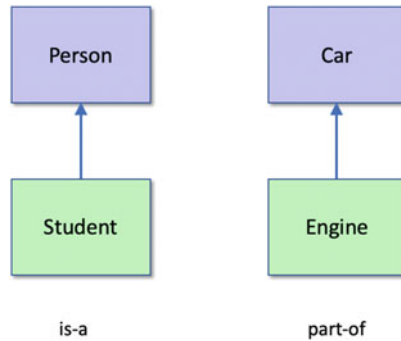 Person
Car
Student
Engine
is-a
part-of